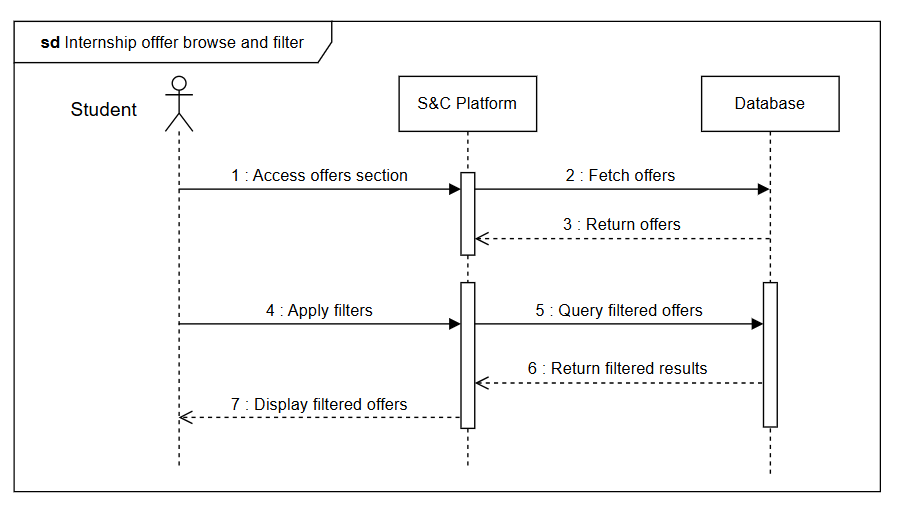 sd Internship offfer browse and filter
Student
S&C Platform
Database
1 : Access offers section
2 : Fetch offers
3 : Return offers
4 : Apply filters
5 : Query filtered offers
6 : Return filtered results
7 : Display filtered offers